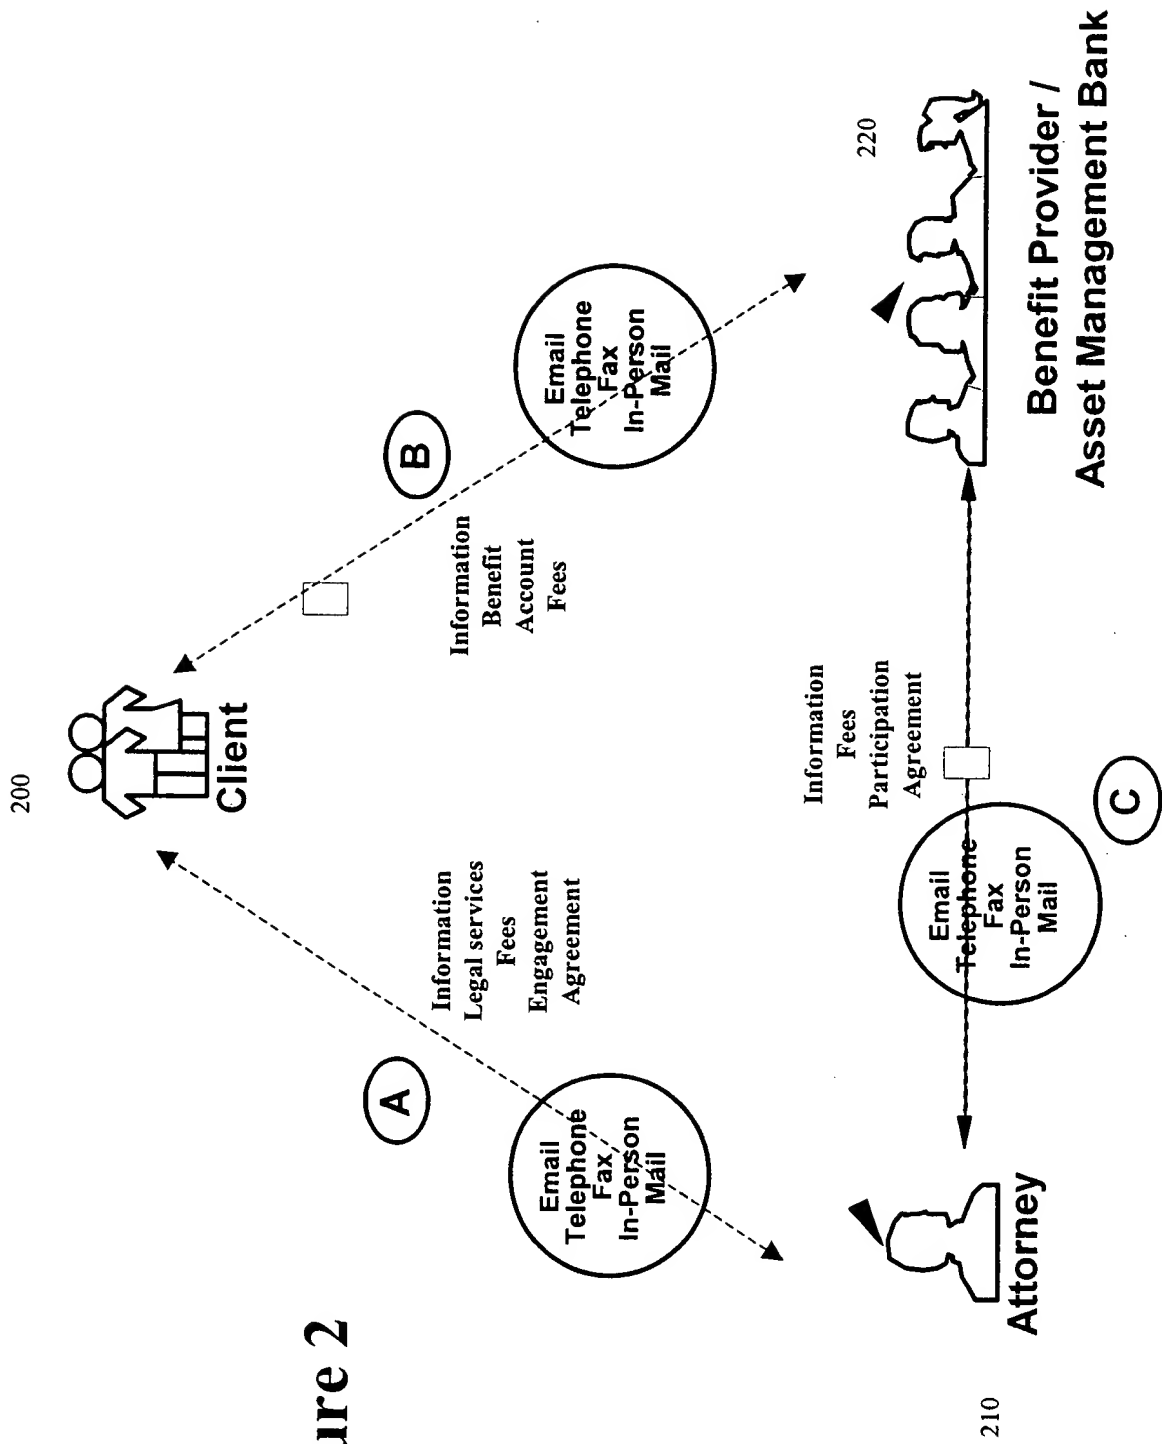 ure 2
200
Client
A
B
Information
Legal services
Fees
Engagement
Agreement
Information
Benefit
Account
Fees
Email
Telephone
Fax
In-Person
Mail
Email
Telephone
Fax
In-Person
Mail
Information
Fees
Participation
Agreement
220
210
Attorney
Email
Telephone
Fax
In-Person
Mail
C
Benefit Provider /
Asset Management Bank